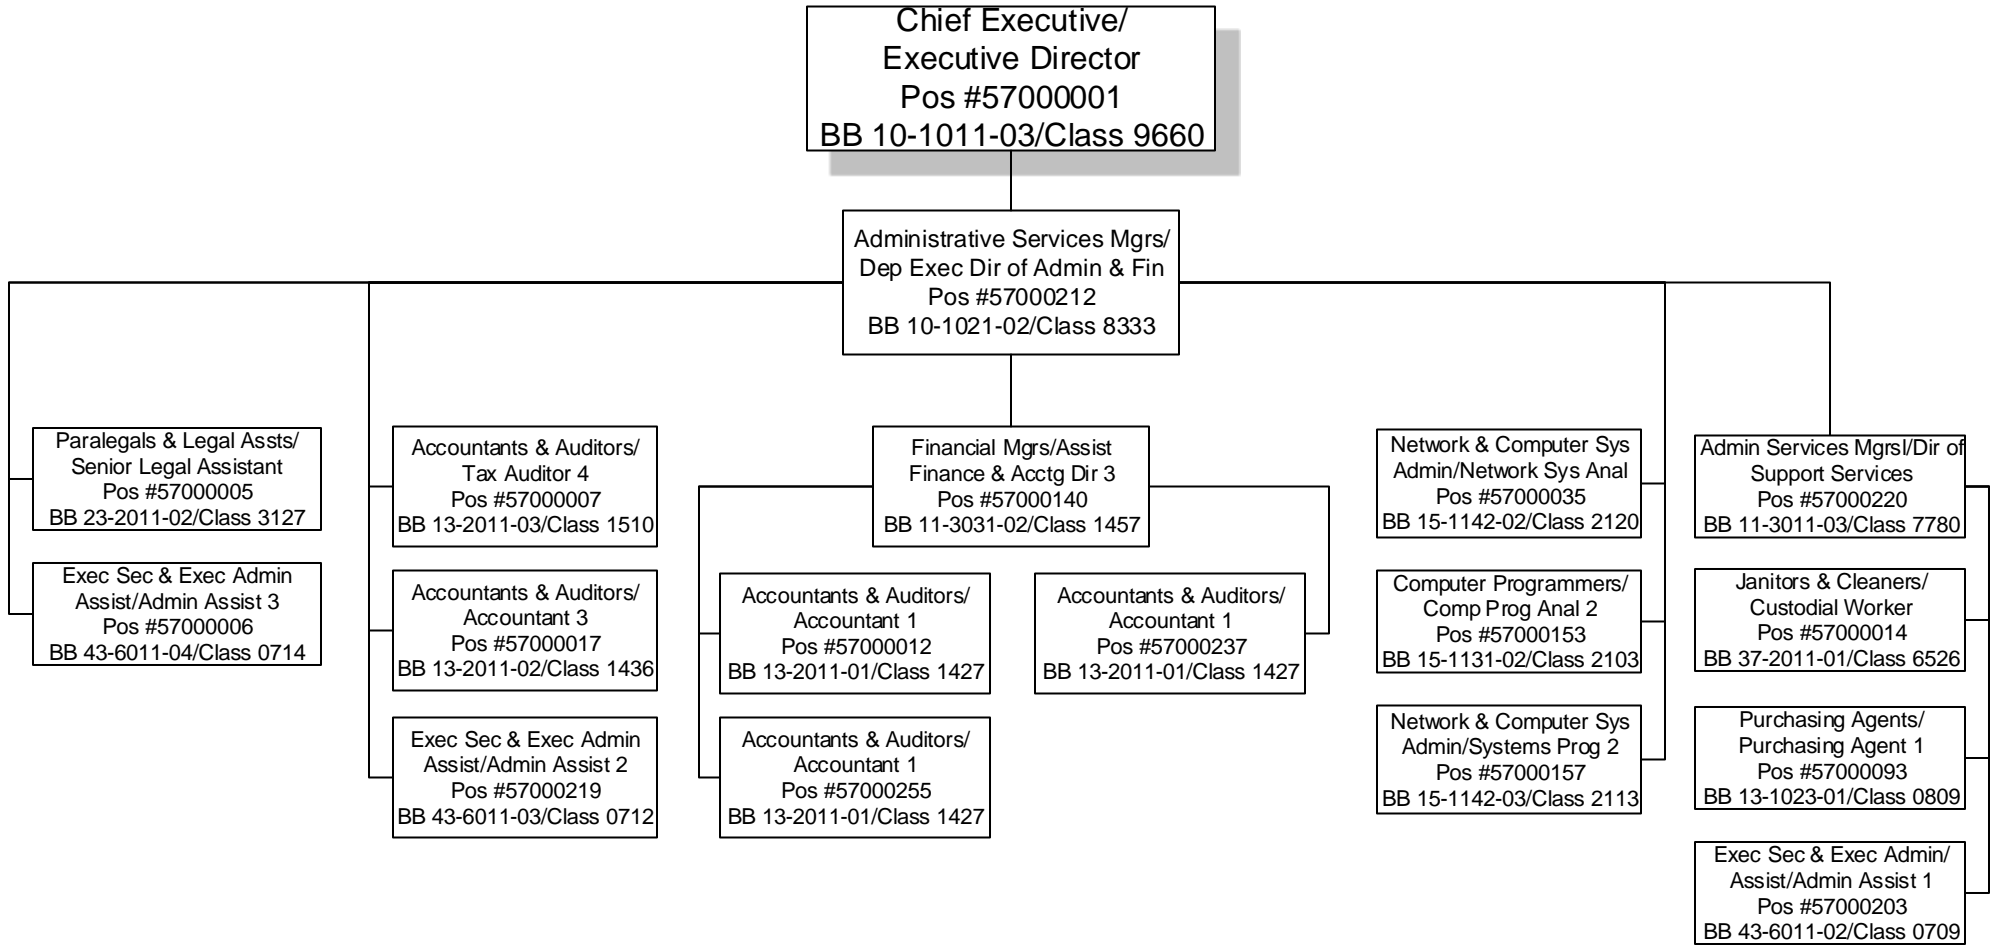 Chief Executive/
Executive Director
Pos #57000001
BB 10-1011-03/Class 9660
Administrative Services Mgrs/
Dep Exec Dir of Admin & Fin
Pos #57000212
BB 10-1021-02/Class 8333
Paralegals & Legal Assts/
Senior Legal Assistant
Pos #57000005
BB 23-2011-02/Class 3127
Exec Sec & Exec Admin
Assist/Admin Assist 3
Pos #57000006
BB 43-6011-04/Class 0714
Accountants & Auditors/
Tax Auditor 4
Pos #57000007
BB 13-2011-03/Class 1510
Accountants & Auditors/
Accountant 3
Pos #57000017
BB 13-2011-02/Class 1436
Exec Sec & Exec Admin
Assist/Admin Assist 2
Pos #57000219
BB 43-6011-03/Class 0712
Financial Mgrs/Assist
Finance & Acctg Dir 3
Pos #57000140
BB 11-3031-02/Class 1457
Accountants & Auditors/
Accountant 1
Pos #57000012
BB 13-2011-01/Class 1427
Accountants & Auditors/
Accountant 1
Pos #57000255
BB 13-2011-01/Class 1427
Accountants & Auditors/
Accountant 1
Pos #57000237
BB 13-2011-01/Class 1427
Network & Computer Sys
Admin/Network Sys Anal
Pos #57000035
BB 15-1142-02/Class 2120
Computer Programmers/
Comp Prog Anal 2
Pos #57000153
BB 15-1131-02/Class 2103
Network & Computer Sys
Admin/Systems Prog 2
Pos #57000157
BB 15-1142-03/Class 2113
Admin Services Mgrsl/Dir of
Support Services
Pos #57000220
BB 11-3011-03/Class 7780
Janitors & Cleaners/
Custodial Worker
Pos #57000014
BB 37-2011-01/Class 6526
Purchasing Agents/
Purchasing Agent 1
Pos #57000093
BB 13-1023-01/Class 0809
Exec Sec & Exec Admin/
Assist/Admin Assist 1
Pos #57000203
BB 43-6011-02/Class 0709